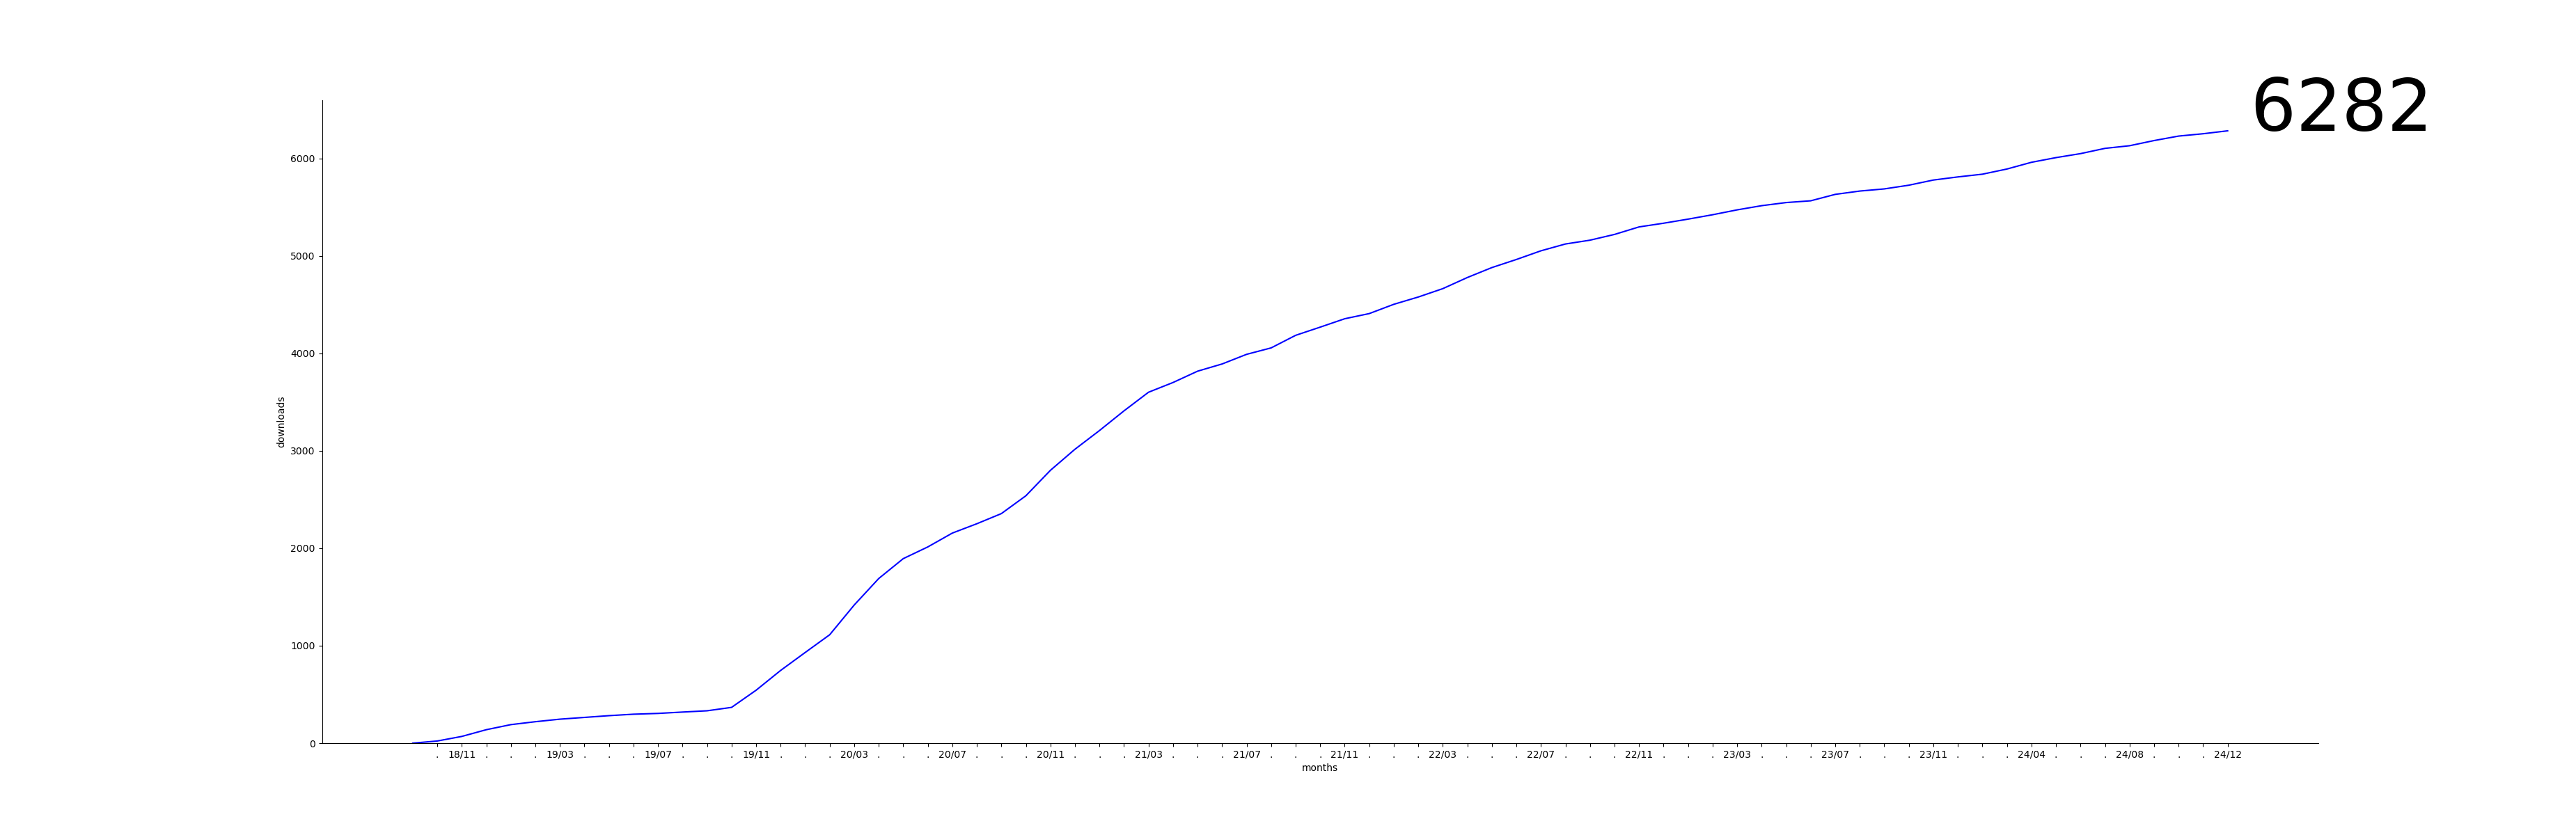 6282
6000
5000
4000
3000
2000
1000
0
downloads
. 18/11 . . . 19/03 . . . 19/07 . . . 19/11 . . . 20/03 . . . 20/07 . . . 20/11 . . . 21/03 . . . 21/07 . . . 21/11 . . . 22/03 . . . 22/07 . . . 22/11 . . . 23/03 . . . 23/07 . . . 23/11 . . . 24/04 . . . 24/08 . . . 24/12
months